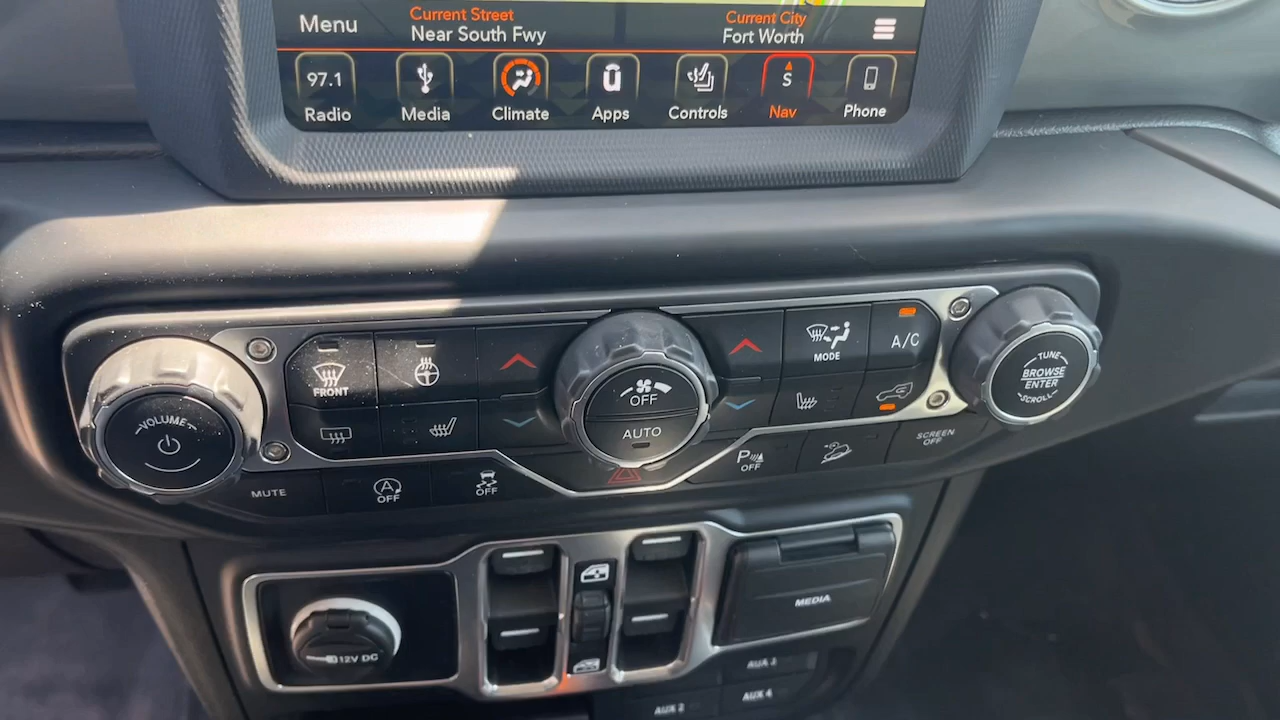 Menu
Current Street
Near South Fwy
Current City
Fort Worth
97.1
S
Radio
Media
Climate
Apps
Controls
Nav
Phone
FRONT
MODE
A/C
OFF
AUTO
VOLUME
TUNE
BROWSE
ENTER
SCROLL
MUTE
OFF
OFF
P
OFF
SCREEN
OFF
12V DC
MEDIA
AUX 3
AUX 2
AUX 4